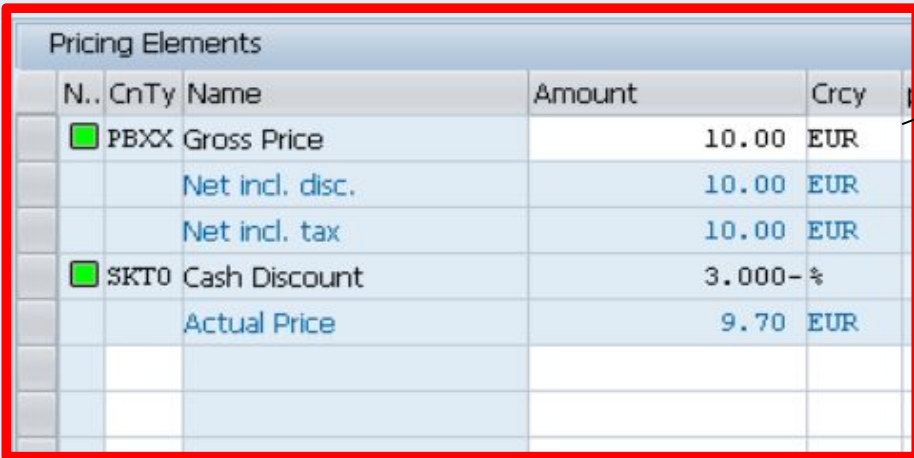 Pricing Elements
N.. CnTy Name Amount Crcy
PBXX Gross Price 10.00 EUR
Net incl. disc. 10.00 EUR
Net incl. tax 10.00 EUR
SKT0 Cash Discount 3.000- %
Actual Price 9.70 EUR